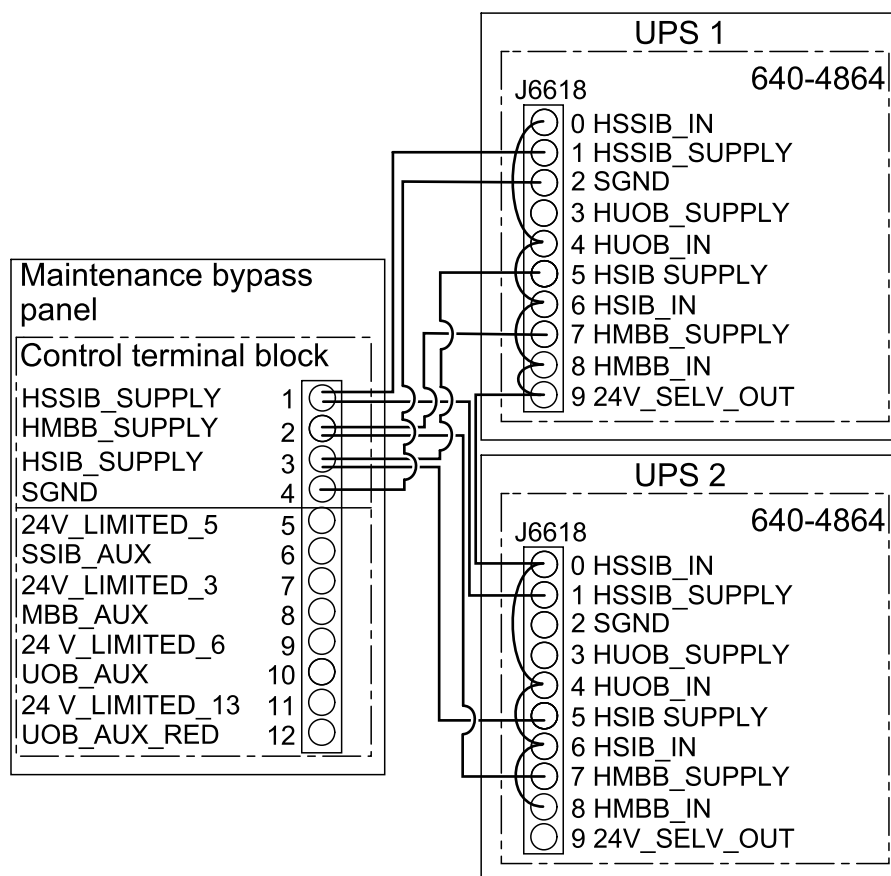 UPS 1
640-4864
J6618
0 HSSIB_IN
1 HSSIB_SUPPLY
2 SGND
3 HUOB_SUPPLY
4 HUOB_IN
5 HSIB SUPPLY
6 HSIB_IN
7 HMBB_SUPPLY
8 HMBB_IN
9 24V_SELV_OUT
Maintenance bypass
panel
Control terminal block
HSSIB_SUPPLY 1
HMBB_SUPPLY 2
HSIB_SUPPLY 3
SGND 4
24V_LIMITED_5 5
SSIB_AUX 6
24V_LIMITED_3 7
MBB_AUX 8
24 V_LIMITED_6 9
UOB_AUX 10
24 V_LIMITED_13 11
UOB_AUX_RED 12
UPS 2
640-4864
J6618
0 HSSIB_IN
1 HSSIB_SUPPLY
2 SGND
3 HUOB_SUPPLY
4 HUOB_IN
5 HSIB SUPPLY
6 HSIB_IN
7 HMBB_SUPPLY
8 HMBB_IN
9 24V_SELV_OUT